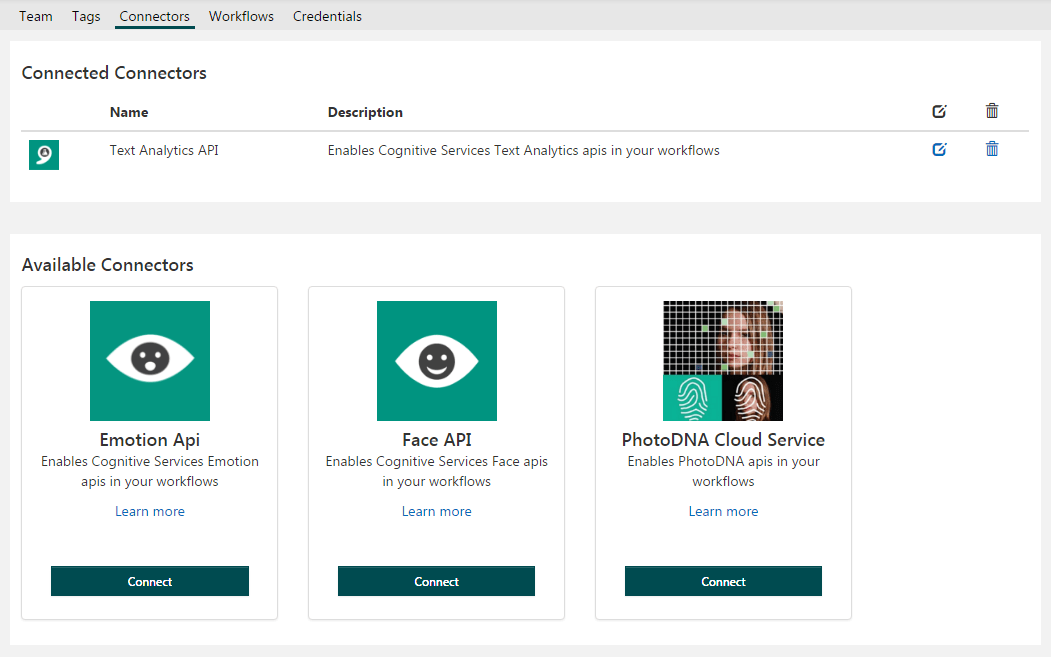 Team Tags Connectors Workflows Credentials
Connected Connectors
Name Description
Text Analytics API Enables Cognitive Services Text Analytics apis in your workflows
Available Connectors
Emotion Api
Enables Cognitive Services Emotion
apis in your workflows
Learn more
Connect
Face API
Enables Cognitive Services Face apis
in your workflows
Learn more
Connect
PhotoDNA Cloud Service
Enables PhotoDNA apis in your
workflows
Learn more
Connect